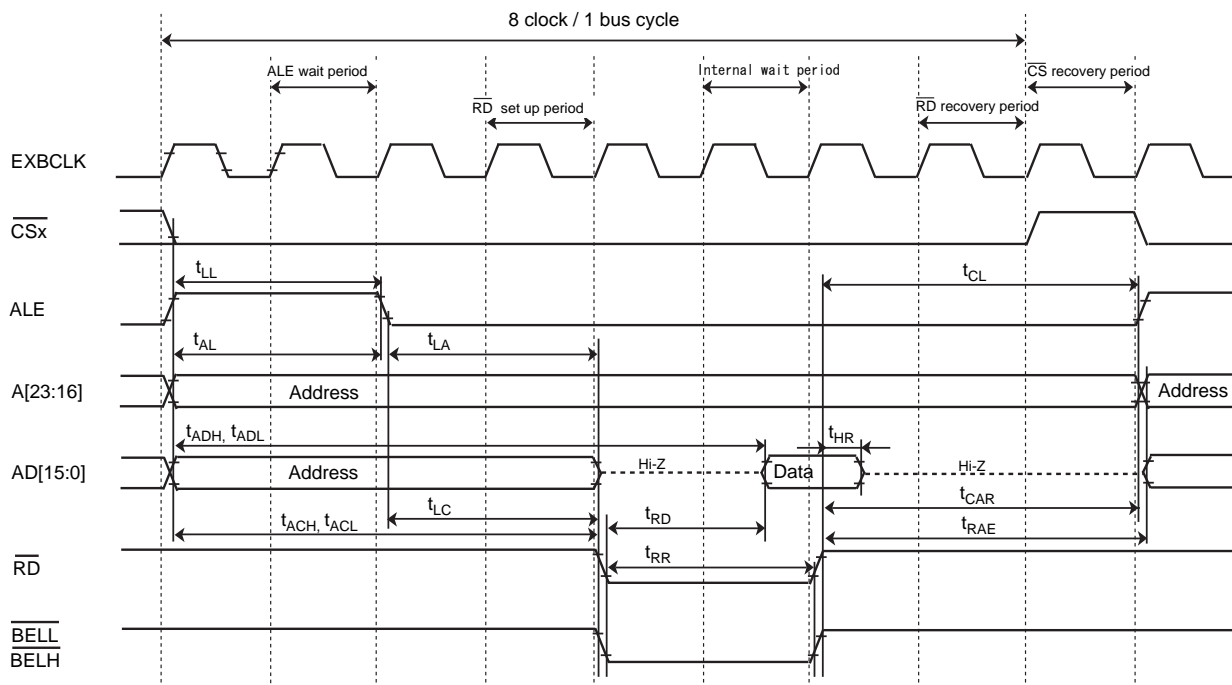 8 clock / 1 bus cycle
ALE wait period
Internal wait period
CS recovery period
RD set up period
RD recovery period
EXBCLK
CSx
tLL
tCL
ALE
tAL
tLA
A[23:16]
Address
Address
tADH, tADL
tHR
AD[15:0]
Address
Hi-Z
Data
Hi-Z
tLC
tCAR
tACH, tACL
tRD
tRAE
RD
tRR
BELL
BELH